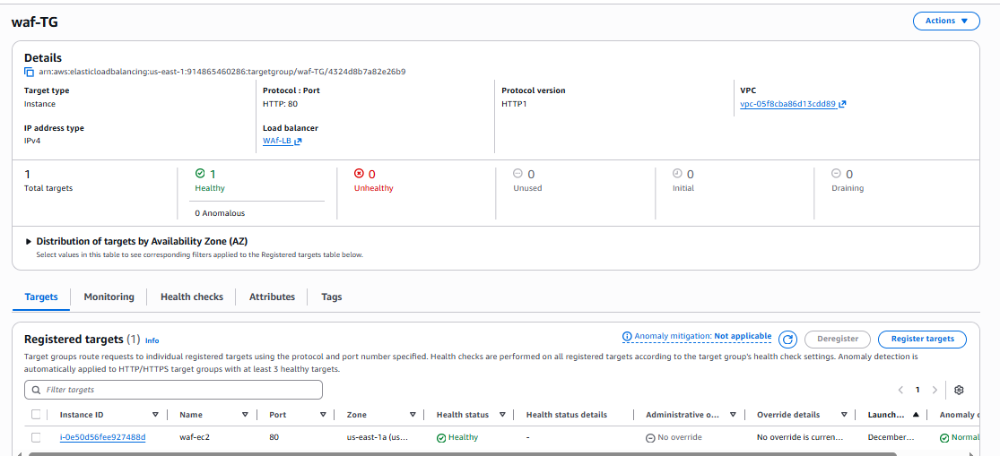 waf-TG
Actions
Details
arn:aws:elasticloadbalancing:us-east-1:914865460286:targetgroup/waf-TG/4324d8b7a82e26b9
Target type
Instance
Protocol : Port
HTTP: 80
Protocol version
HTTP1
VPC
vpc-05f8cba86d13cdd89
IP address type
IPv4
Load balancer
WAf-LB
1
Total targets
1
Healthy
0 Anomalous
0
Unhealthy
0
Unused
0
Initial
0
Draining
Distribution of targets by Availability Zone (AZ)
Select values in this table to see corresponding filters applied to the Registered targets table below.
Targets
Monitoring
Health checks
Attributes
Tags
Registered targets (1) Info
Anomaly mitigation: Not applicable
Deregister
Register targets
Target groups route requests to individual registered targets using the protocol and port number specified. Health checks are performed on all registered targets according to the target group's health check settings. Anomaly detection is
automatically applied to HTTP/HTTPS target groups with at least 3 healthy targets.
Filter targets
1
Instance ID Name Port Zone Health status Health status details Administrative o... Override details Launch... Anomaly d
i-0e50d56fee927488d waf-ec2 80 us-east-1a (us... Healthy - No override No override is curren... December... Normal